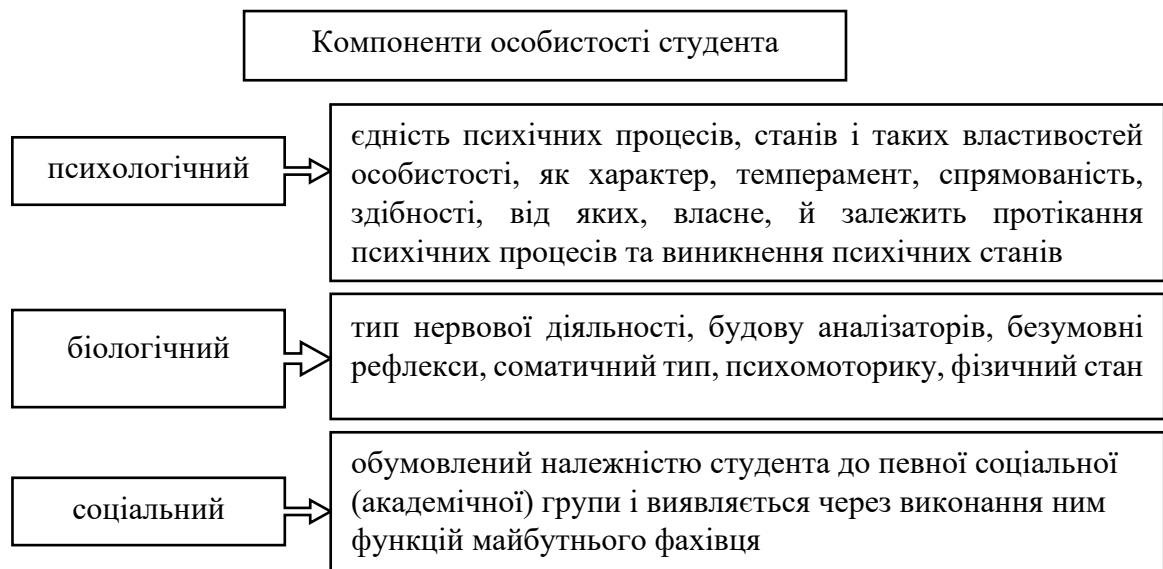 Компоненти особистості студента
психологічний
єдність психічних процесів, станів і таких властивостей
особистості, як характер, темперамент, спрямованість,
здібності, від яких, власне, й залежить протікання
психічних процесів та виникнення психічних станів
біологічний
тип нервової діяльності, будову аналізаторів, безумовні
рефлекси, соматичний тип, психомоторику, фізичний стан
соціальний
обумовлений належністю студента до певної соціальної
(академічної) групи і виявляється через виконання ним
функцій майбутнього фахівця